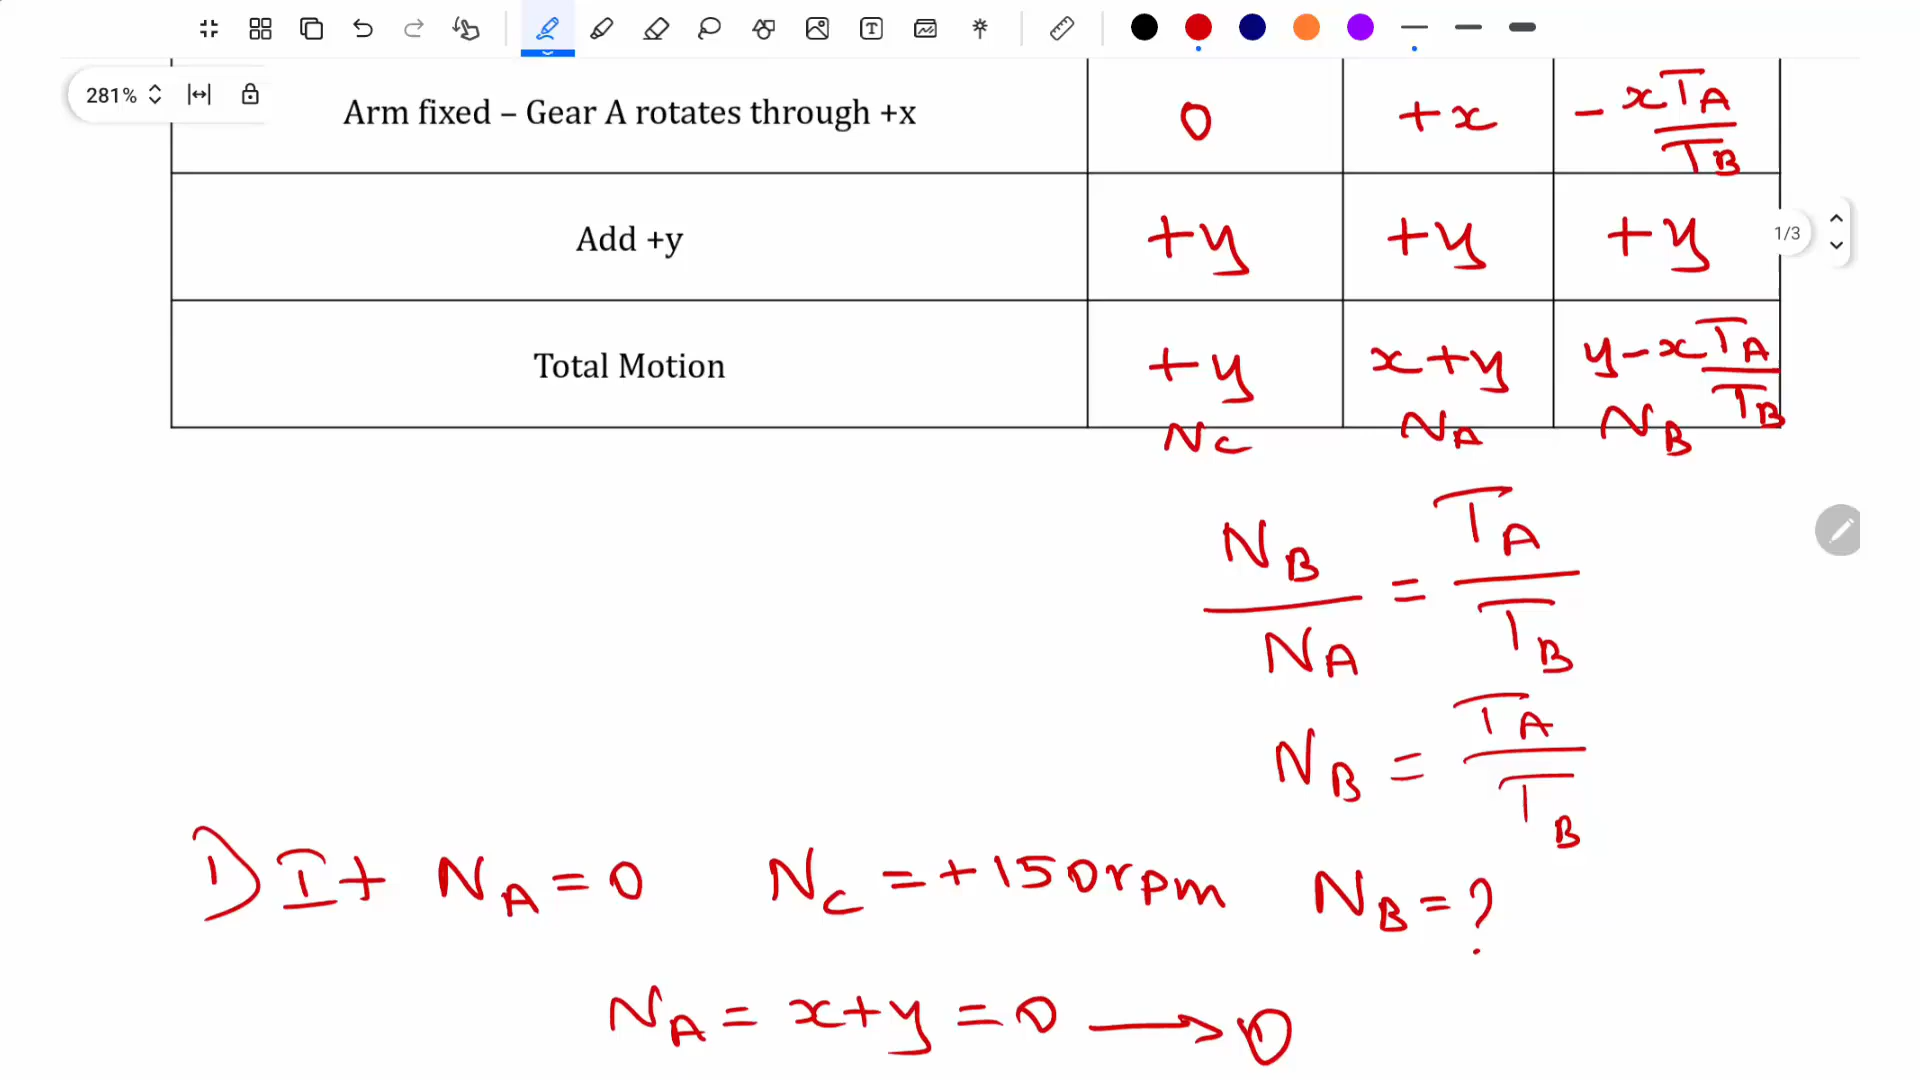 281%
Arm fixed – Gear A rotates through +x 0 +x - xTA/TB
Add +y +y +y +y
1/3
Total Motion +y x+y y-xTA/TB
NC NA NB
NB/NA = TA/TB
NB = TA/TB
1) If NA=0 NC=+150rpm NB=?
NA = x+y = 0 → ①